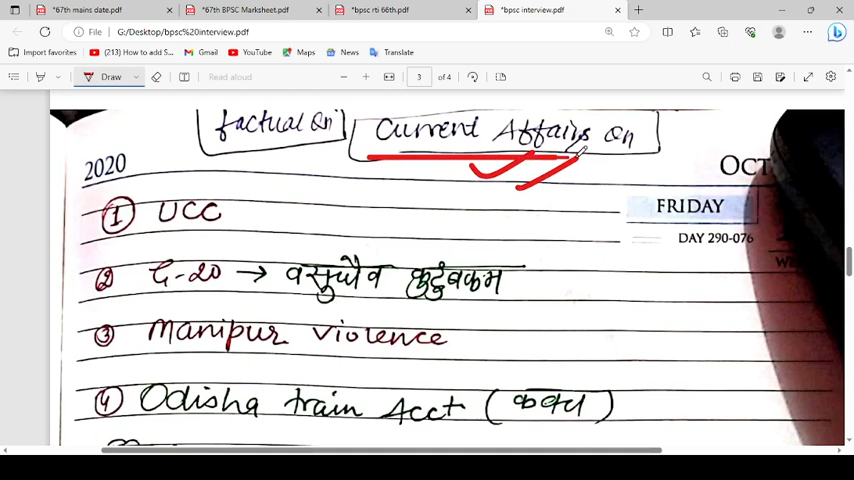 *67th mains date.pdf
*67th BPSC Marksheet.pdf
*bpsc rti 66th.pdf
*bpsc interview.pdf
File
G:/Desktop/bpsc%20interview.pdf
Import favorites
(213) How to add S...
Gmail
YouTube
Maps
News
Translate
Draw
Read aloud
3
of 4
factual Qn
Current Affairs Qn
2020
OCT
FRIDAY
DAY 290-076
① UCC
② G-20 → वसुधैव कुटुंबकम
③ Manipur violence
④ Odisha train Acct (कवच)